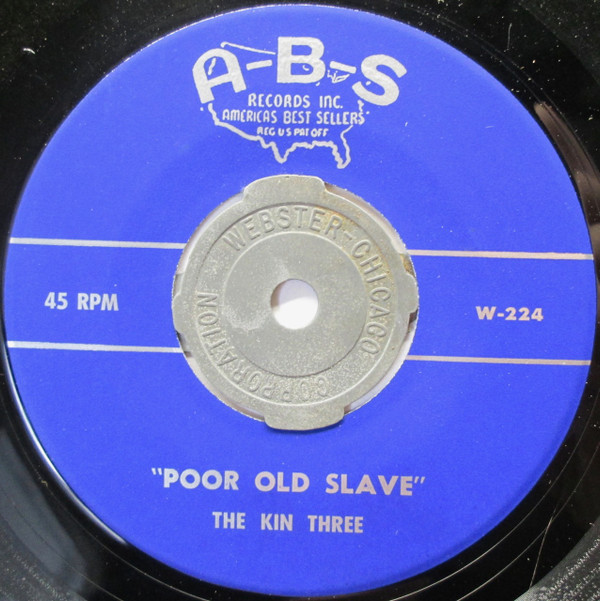 A-B-S
RECORDS INC.
AMERICAS BEST SELLERS
REG US PAT OFF
WEBSTER-CHICAGO
CORPORATION
45 RPM
W-224
"POOR OLD SLAVE"
THE KIN THREE